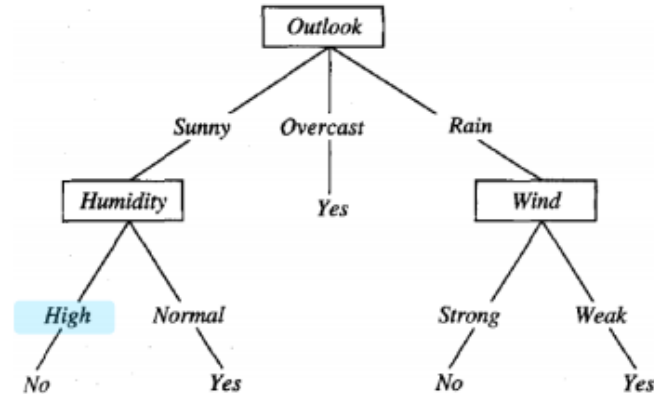 Outlook
Sunny Overcast Rain
Humidity Yes Wind
High Normal Strong Weak
No Yes No Yes